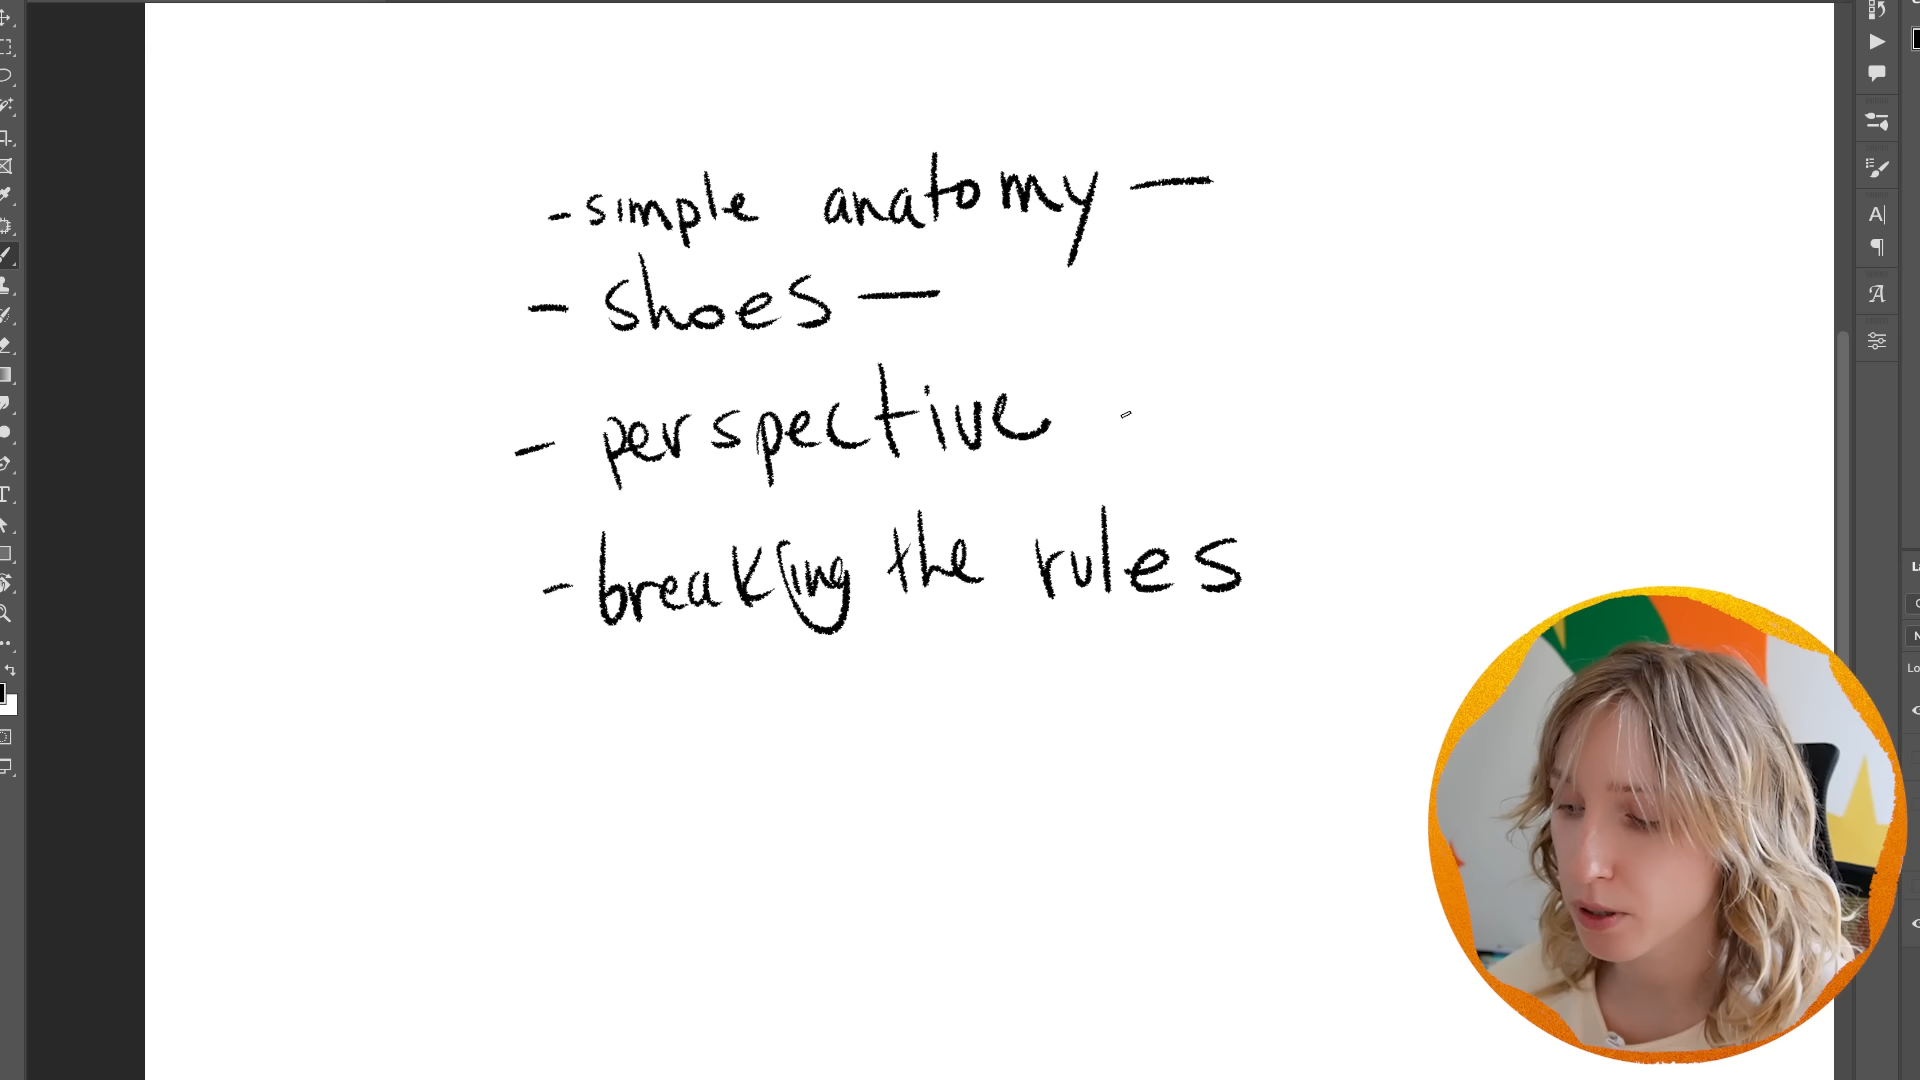 - simple anatomy —
- shoes —
- perspective
- breaking the rules